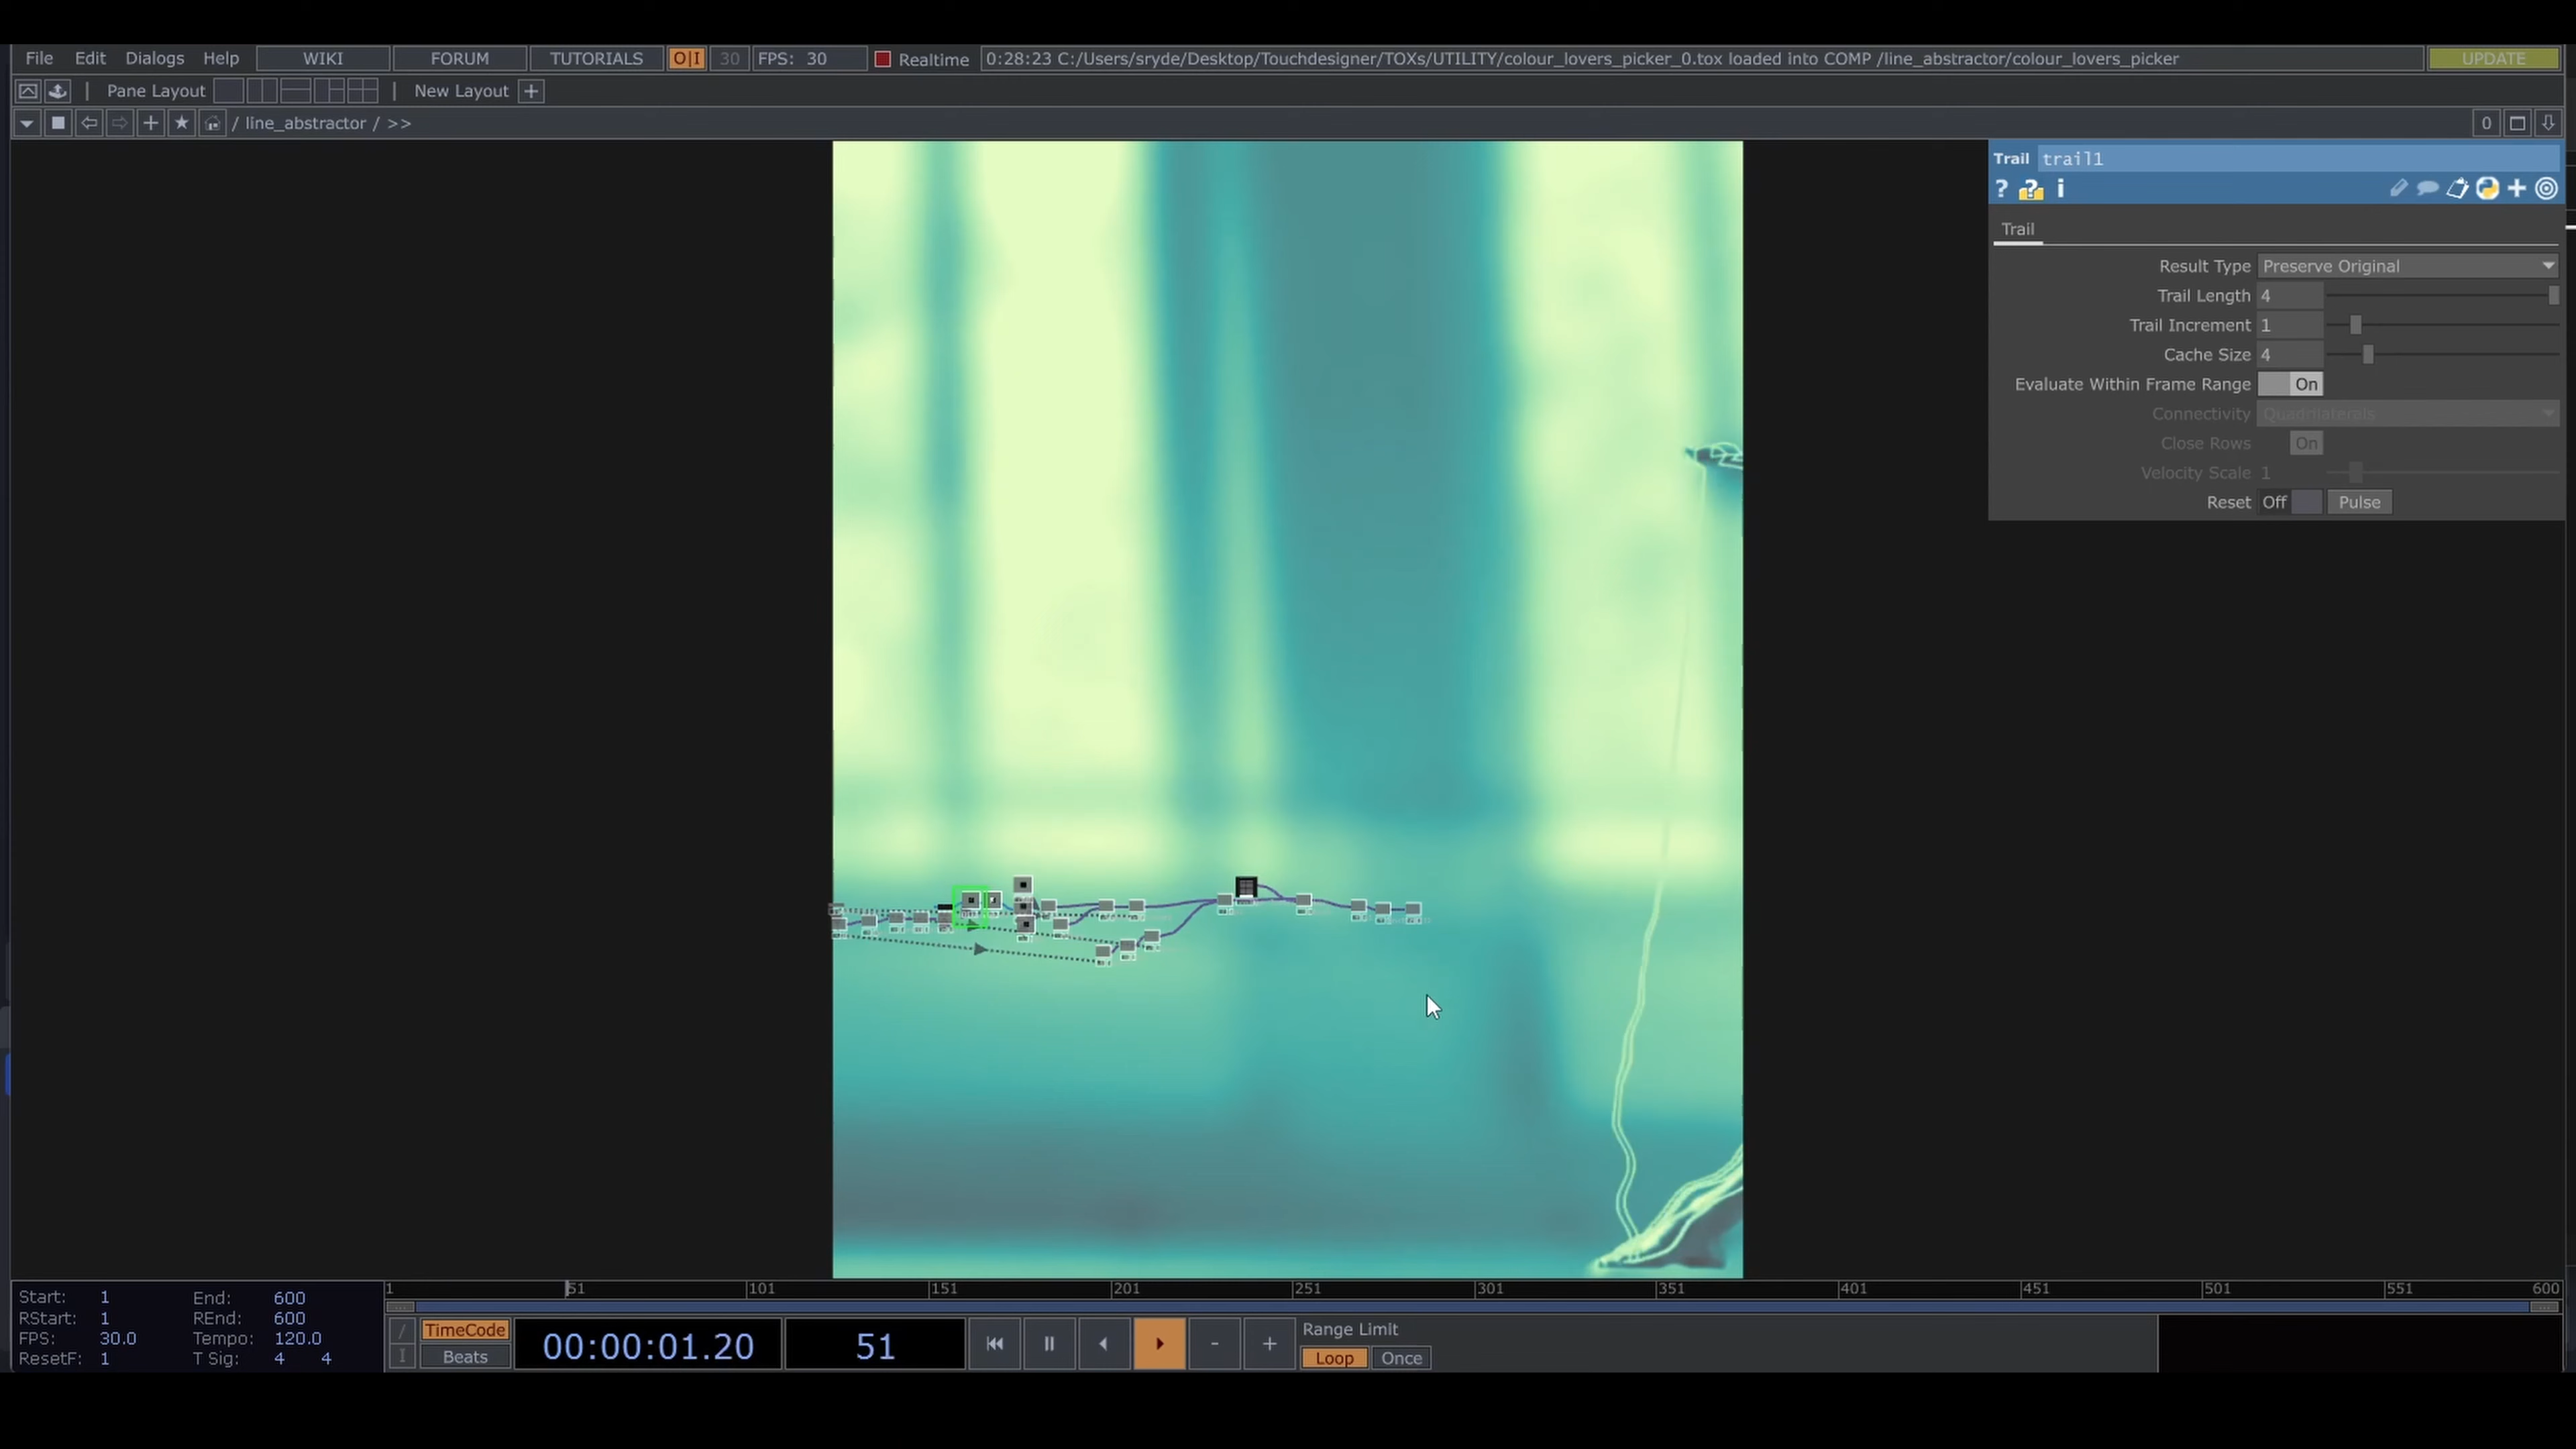 File Edit Dialogs Help WIKI FORUM TUTORIALS O|I 30 FPS: 30 Realtime 0:28:23 C:/Users/sryde/Desktop/Touchdesigner/TOXs/UTILITY/colour_lovers_picker_0.tox loaded into COMP /line_abstractor/colour_lovers_picker UPDATE
Pane Layout New Layout +
/ line_abstractor / >> 0
Trail trail1
? ? i
Trail
Result Type Preserve Original
Trail Length 4
Trail Increment 1
Cache Size 4
Evaluate Within Frame Range On
Connectivity Quadrilaterals
Close Rows On
Velocity Scale 1
Reset Off Pulse
1 51 101 151 201 251 301 351 401 451 501 551 600
Start: 1 End: 600
RStart: 1 REnd: 600
FPS: 30.0 Tempo: 120.0
ResetF: 1 T Sig: 4 4
/ I
TimeCode
Beats
00:00:01.20 51 - +
Range Limit
Loop Once